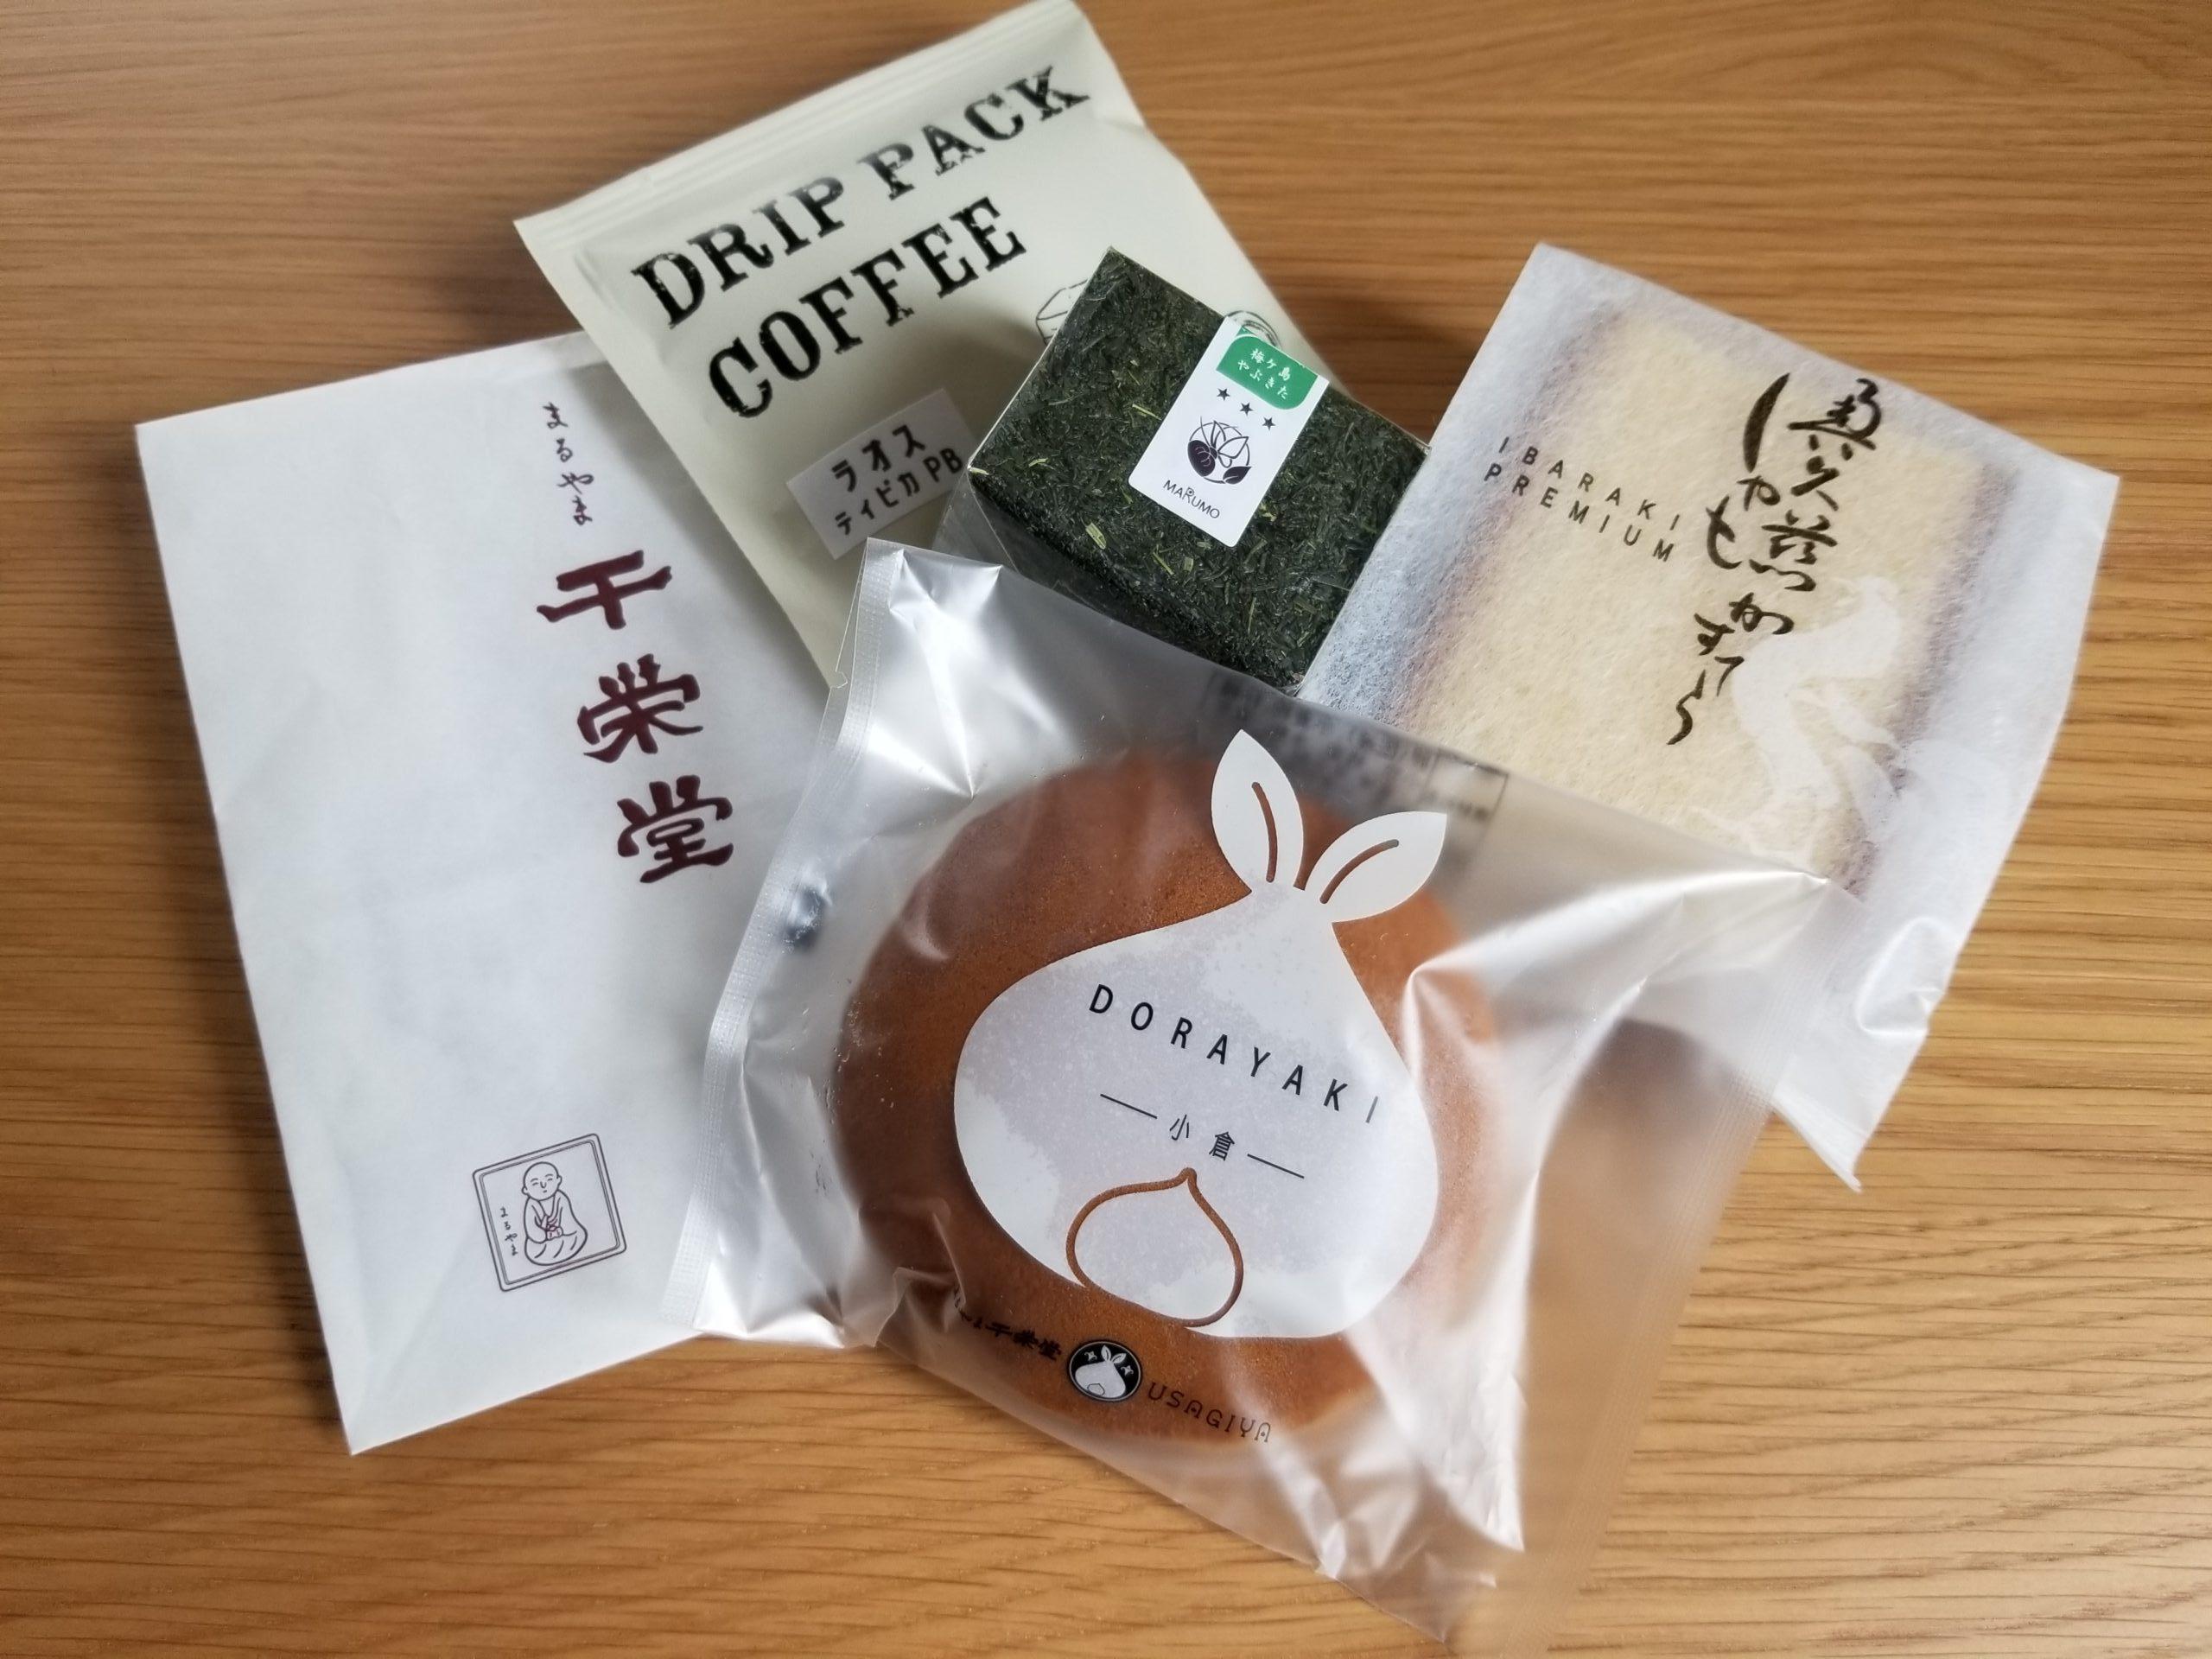 DRIP PACK
COFFEE
ラオス
ティピカ PB
まるやま
千栄堂
まるやま
梅ケ島
やぶきた
MARUMO
IBARAKI
PREMIUM
DORAYAKI
小倉
千栄堂
USAGIYA